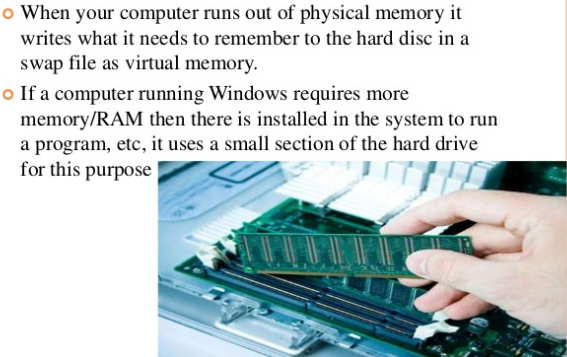 When your computer runs out of physical memory it
writes what it needs to remember to the hard disc in a
swap file as virtual memory.
If a computer running Windows requires more
memory/RAM then there is installed in the system to run
a program, etc, it uses a small section of the hard drive
for this purpose